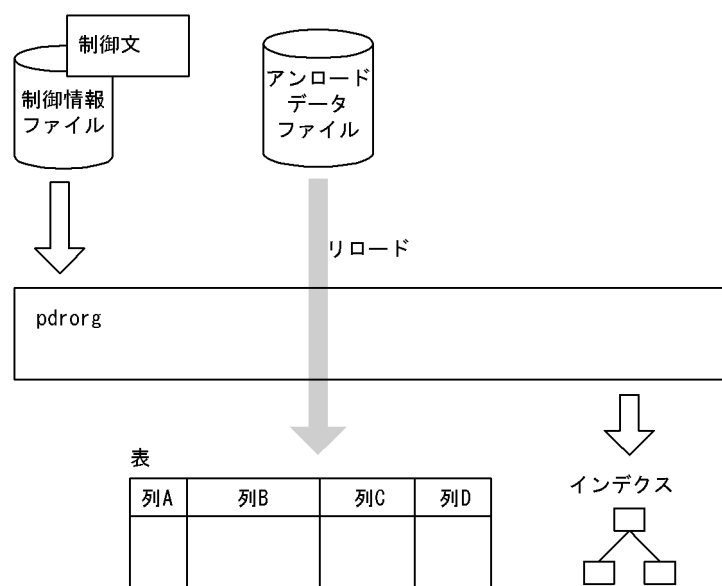 制御文
制御情報
ファイル
アンロード
データ
ファイル
リロード
pdrorg
表
列A 列B 列C 列D
インデクス